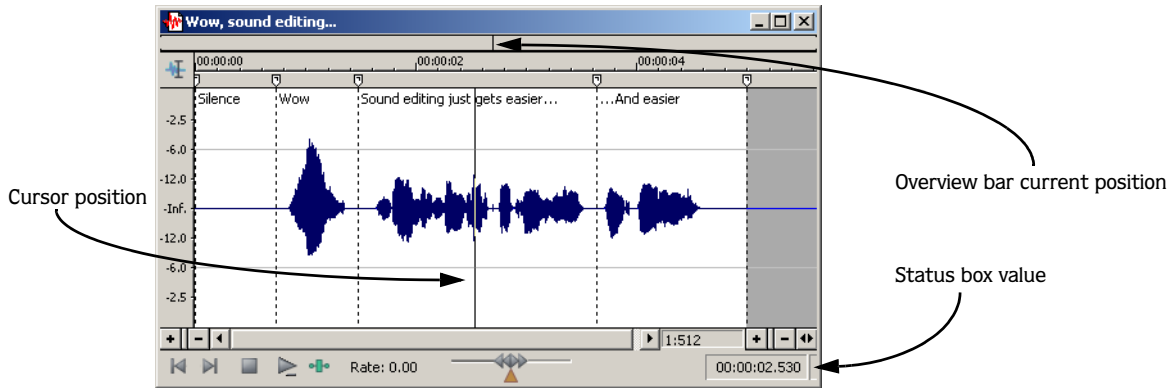 Wow, sound editing...
00:00:00 00:00:02 00:00:04
Silence Wow Sound editing just gets easier... ...And easier
-2.5
-6.0
-12.0
-Inf.
-12.0
-6.0
-2.5
Cursor position
Overview bar current position
Status box value
1:512
Rate: 0.00
00:00:02.530